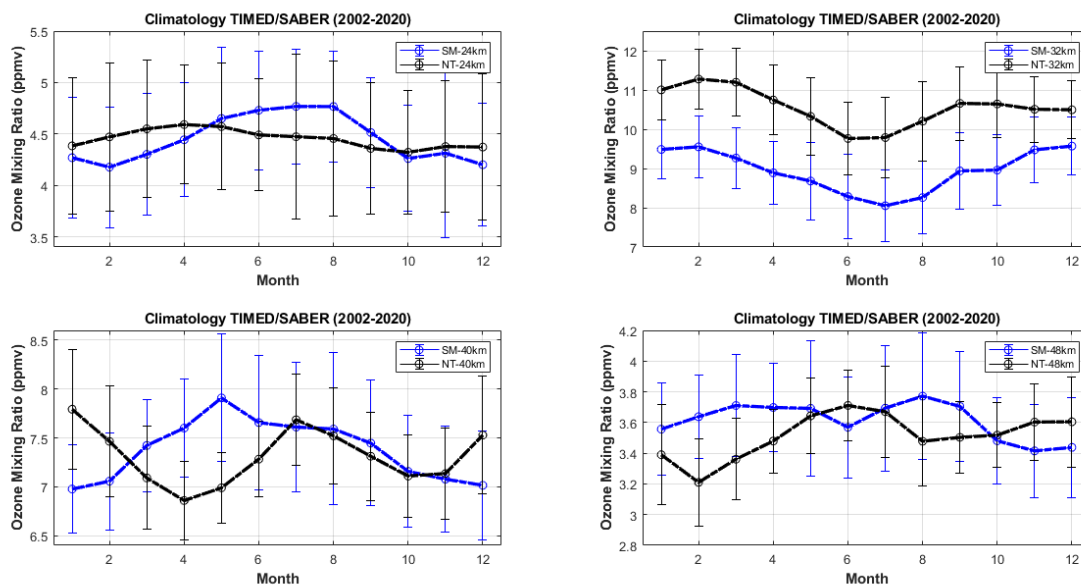 Climatology TIMED/SABER (2002-2020)
Ozone Mixing Ratio (ppmv)
5.5
5
4.5
4
3.5
SM-24km
NT-24km
2 4 6 8 10 12
Month
Climatology TIMED/SABER (2002-2020)
Ozone Mixing Ratio (ppmv)
12
11
10
9
8
7
SM-32km
NT-32km
2 4 6 8 10 12
Month
Climatology TIMED/SABER (2002-2020)
Ozone Mixing Ratio (ppmv)
8.5
8
7.5
7
6.5
SM-40km
NT-40km
2 4 6 8 10 12
Month
Climatology TIMED/SABER (2002-2020)
Ozone Mixing Ratio (ppmv)
4.2
4
3.8
3.6
3.4
3.2
3
2.8
SM-48km
NT-48km
2 4 6 8 10 12
Month